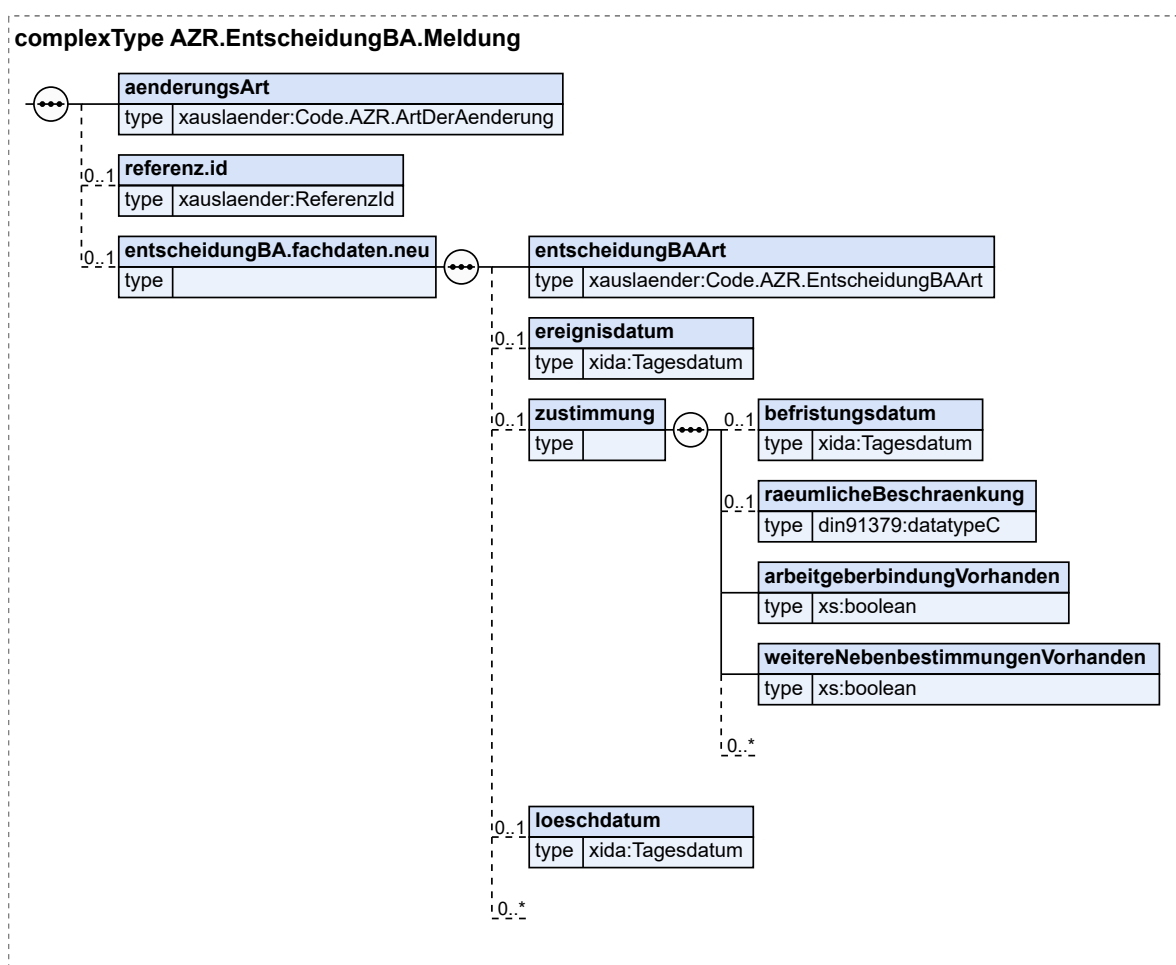 complexType AZR.EntscheidungBA.Meldung
aenderungsArt
type xauslaender:Code.AZR.ArtDerAenderung
0..1 referenz.id
type xauslaender:ReferenzId
0..1 entscheidungBA.fachdaten.neu
type
entscheidungBAArt
type xauslaender:Code.AZR.EntscheidungBAArt
0..1 ereignisdatum
type xida:Tagesdatum
0..1 zustimmung
type
0..1 befristungsdatum
type xida:Tagesdatum
0..1 raeumlicheBeschraenkung
type din91379:datatypeC
arbeitgeberbindungVorhanden
type xs:boolean
weitereNebenbestimmungenVorhanden
type xs:boolean
0..*
0..1 loeschdatum
type xida:Tagesdatum
0..*